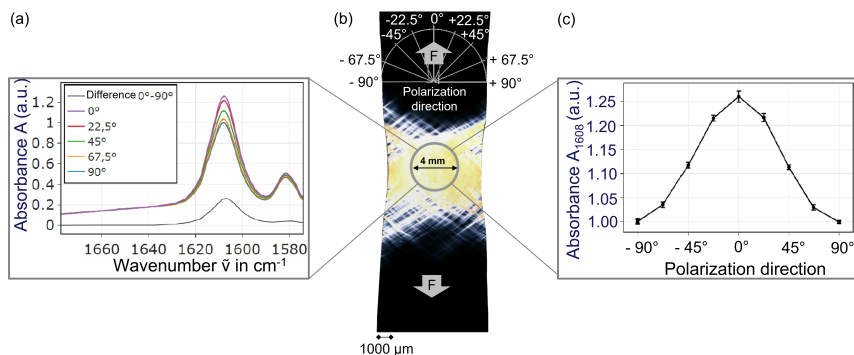 (a)
Absorbance A (a.u.)
1.2
1
0.8
0.6
0.4
0.2
0
Difference 0°-90°
0°
22,5°
45°
67,5°
90°
1660
1640
1620
1600
1580
Wavenumber ṽ in cm⁻¹
(b)
-22.5°
0°
+22.5°
-45°
+45°
- 67.5°
+ 67.5°
- 90°
+ 90°
F
Polarization
direction
4 mm
F
1000 µm
(c)
Absorbance A₁₆₀₈ (a.u.)
1.25
1.20
1.15
1.10
1.05
1.00
- 90°
- 45°
0°
45°
90°
Polarization direction